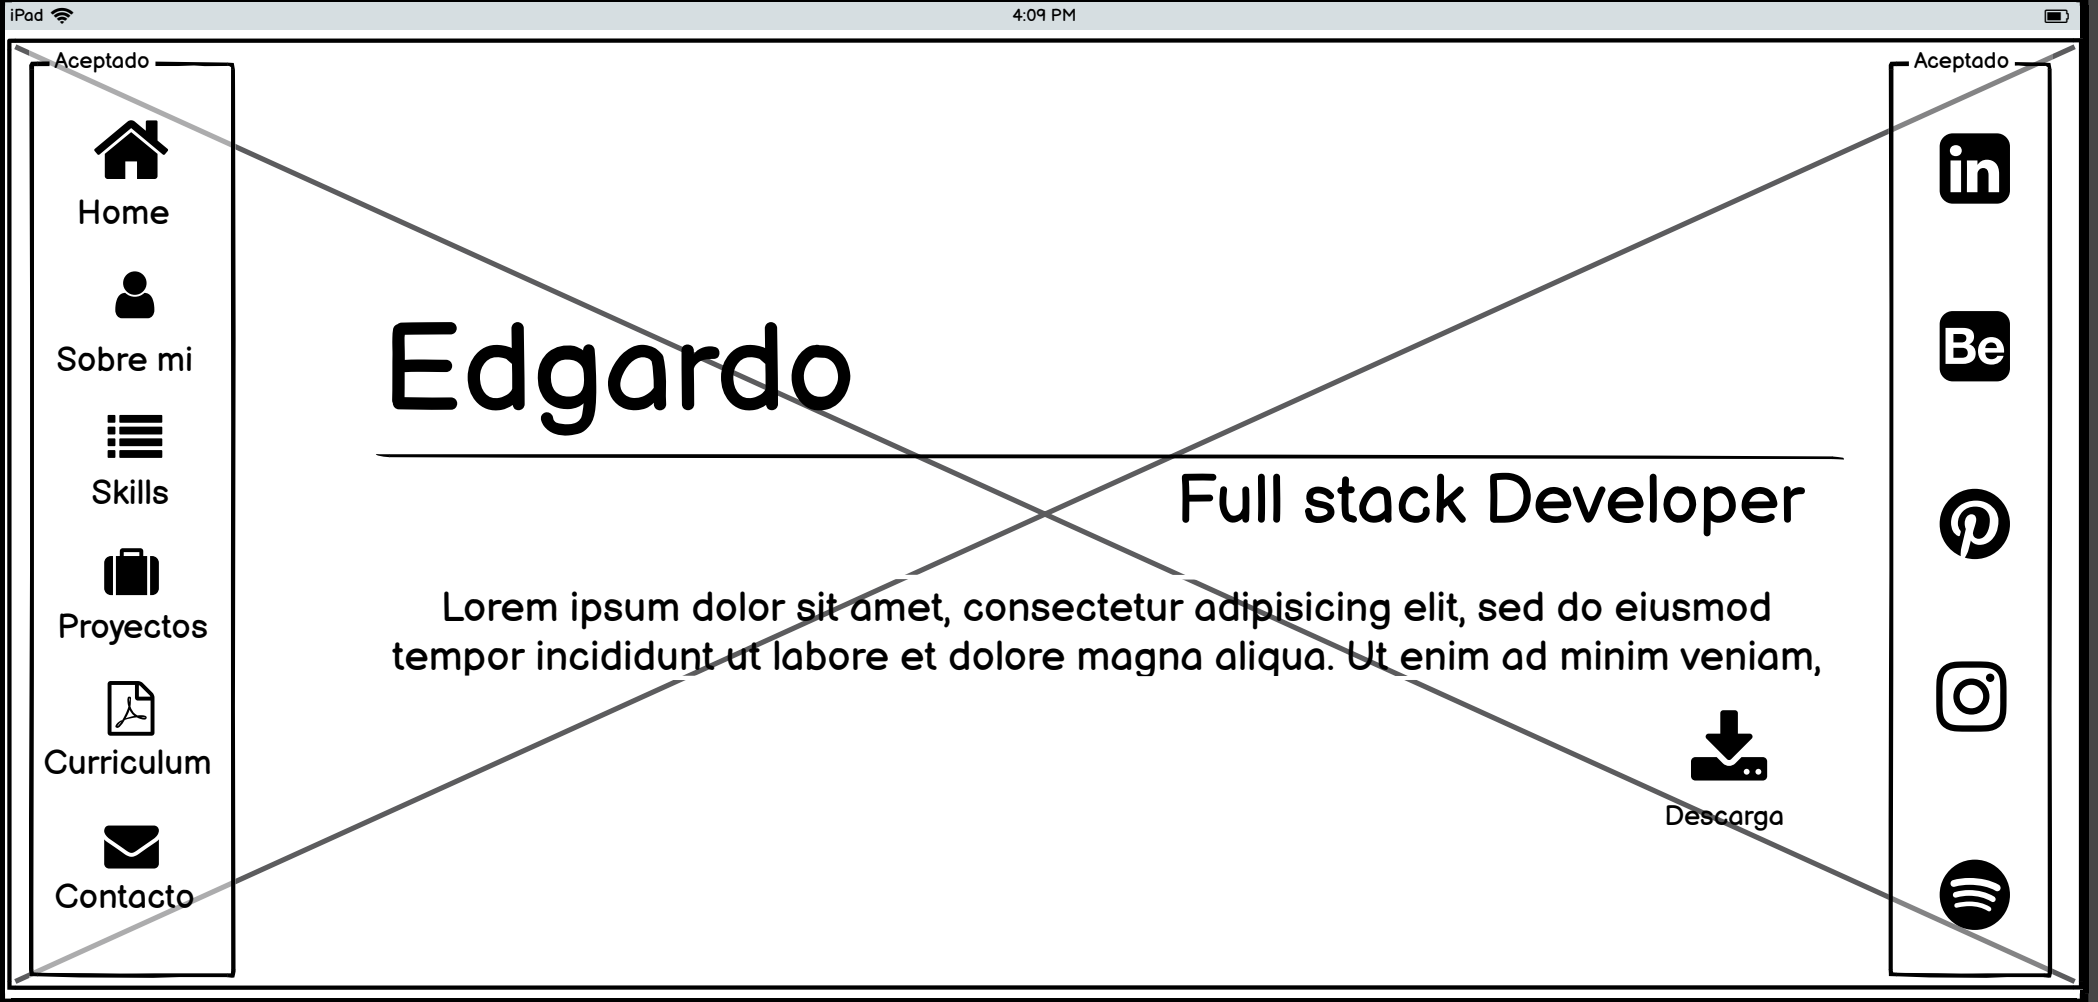 iPad
4:09 PM
Aceptado
Home
Sobre mi
Skills
Proyectos
Curriculum
Contacto
Edgardo
Full stack Developer
Lorem ipsum dolor sit amet, consectetur adipisicing elit, sed do eiusmod
tempor incididunt ut labore et dolore magna aliqua. Ut enim ad minim veniam,
Descarga
Aceptado
in
Be